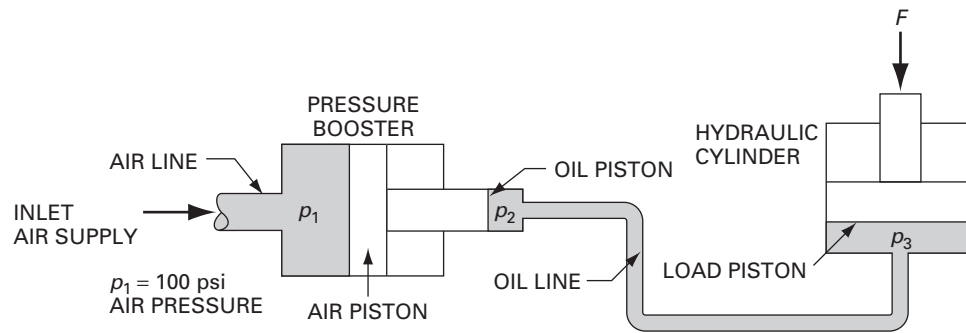 F
PRESSURE
BOOSTER
HYDRAULIC
CYLINDER
AIR LINE
OIL PISTON
INLET
AIR SUPPLY
p1
p2
p3
p1 = 100 psi
AIR PRESSURE
AIR PISTON
OIL LINE
LOAD PISTON